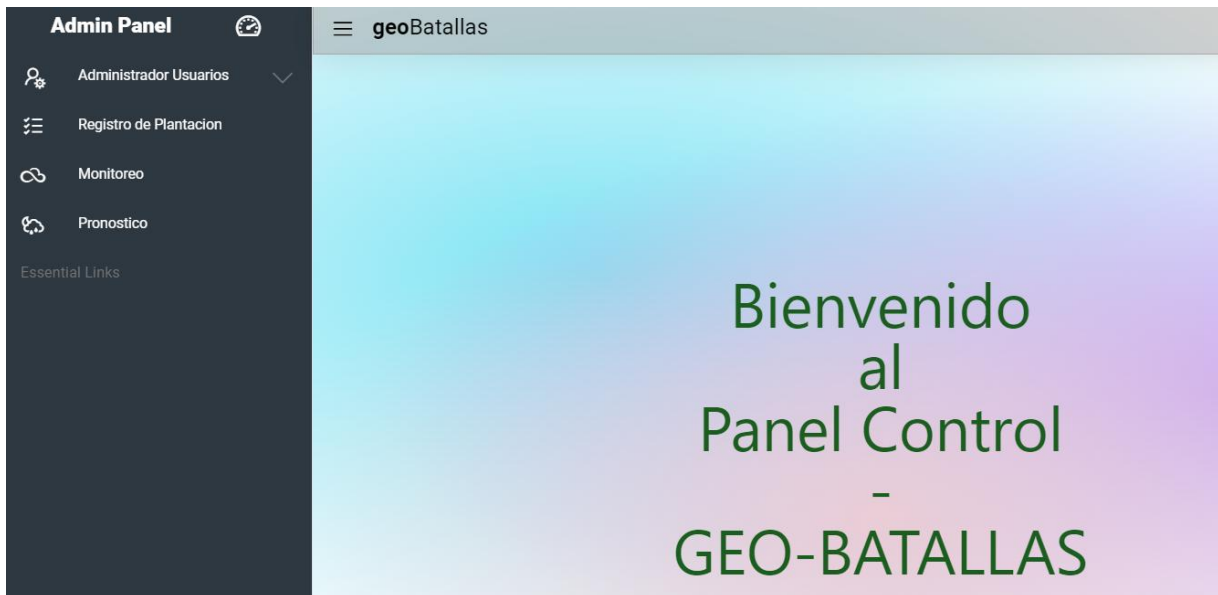 Admin Panel
geoBatallas
Administrador Usuarios
Registro de Plantacion
Monitoreo
Pronostico
Essential Links
Bienvenido
al
Panel Control
-
GEO-BATALLAS